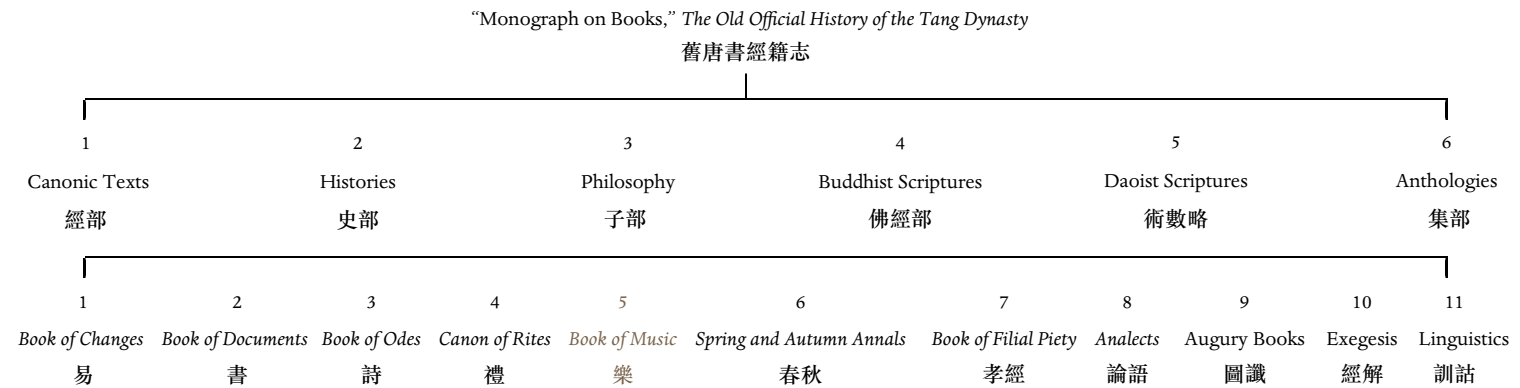 “Monograph on Books,” The Old Official History of the Tang Dynasty
舊唐書經籍志
1 2 3 4 5 6
Canonic Texts Histories Philosophy Buddhist Scriptures Daoist Scriptures Anthologies
經部 史部 子部 佛經部 術數略 集部
1 2 3 4 5 6 7 8 9 10 11
Book of Changes Book of Documents Book of Odes Canon of Rites Book of Music Spring and Autumn Annals Book of Filial Piety Analects Augury Books Exegesis Linguistics
易 書 詩 禮 樂 春秋 孝經 論語 圖讖 經解 訓詁